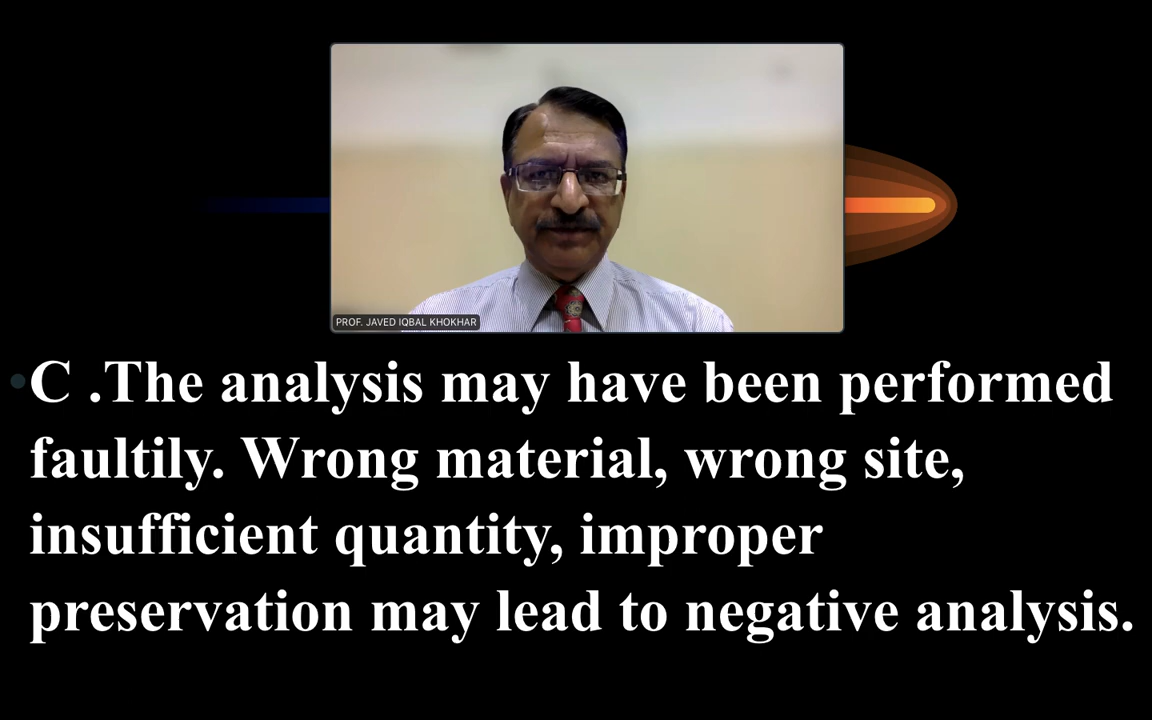 PROF. JAVED IQBAL KHOKHAR
C .The analysis may have been performed
faultily. Wrong material, wrong site,
insufficient quantity, improper
preservation may lead to negative analysis.